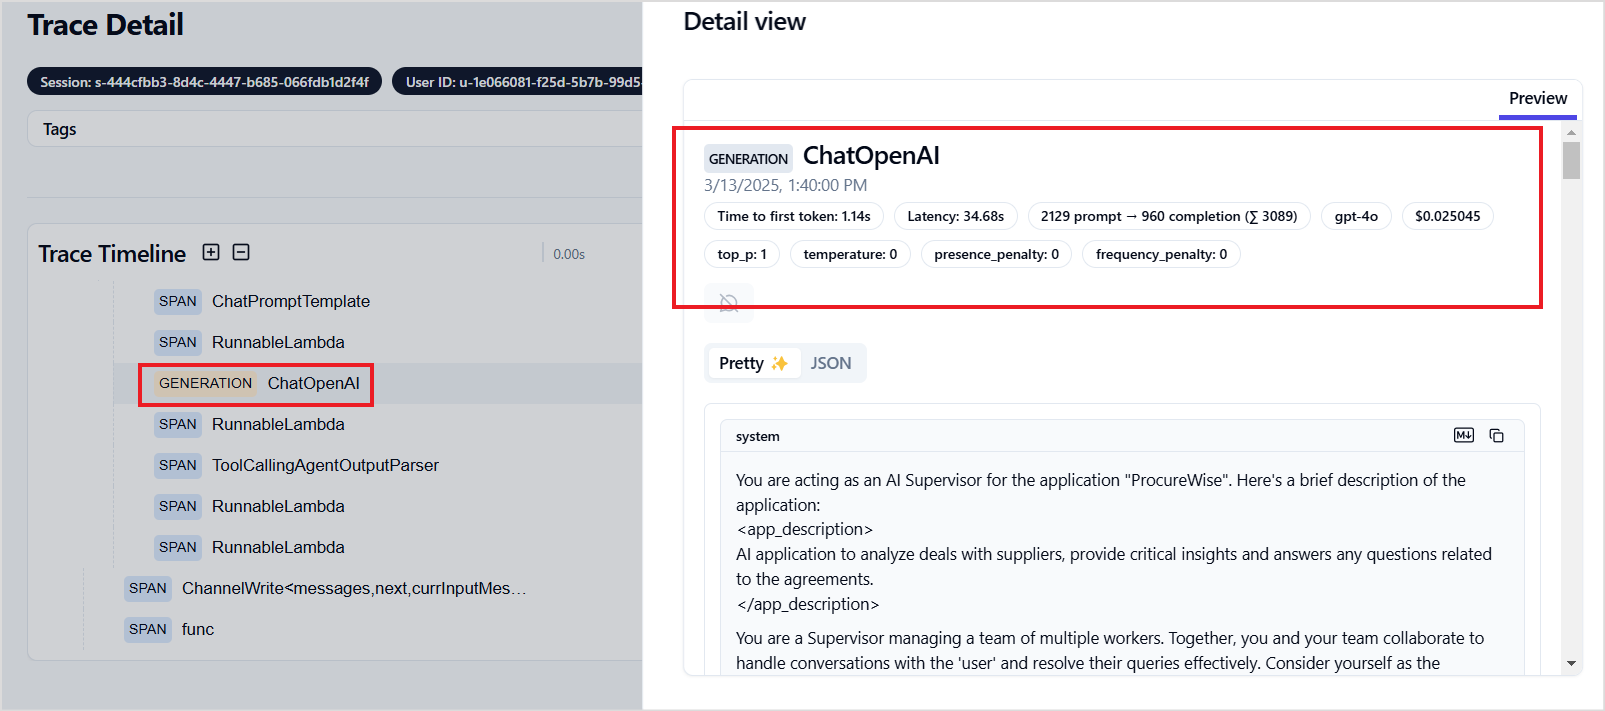 Trace Detail
Session: s-444cfbb3-8d4c-4447-b685-066fdb1d2f4f
User ID: u-1e066081-f25d-5b7b-99d5-
Tags
Trace Timeline
0.00s
SPAN ChatPromptTemplate
SPAN RunnableLambda
GENERATION ChatOpenAI
SPAN RunnableLambda
SPAN ToolCallingAgentOutputParser
SPAN RunnableLambda
SPAN RunnableLambda
SPAN ChannelWrite<messages,next,currInputMes…
SPAN func
Detail view
Preview
GENERATION ChatOpenAI
3/13/2025, 1:40:00 PM
Time to first token: 1.14s Latency: 34.68s 2129 prompt → 960 completion (∑ 3089) gpt-4o $0.025045
top_p: 1 temperature: 0 presence_penalty: 0 frequency_penalty: 0
Pretty ✨ JSON
system
You are acting as an AI Supervisor for the application "ProcureWise". Here's a brief description of the
application:
<app_description>
AI application to analyze deals with suppliers, provide critical insights and answers any questions related
to the agreements.
</app_description>
You are a Supervisor managing a team of multiple workers. Together, you and your team collaborate to
handle conversations with the 'user' and resolve their queries effectively. Consider yourself as the